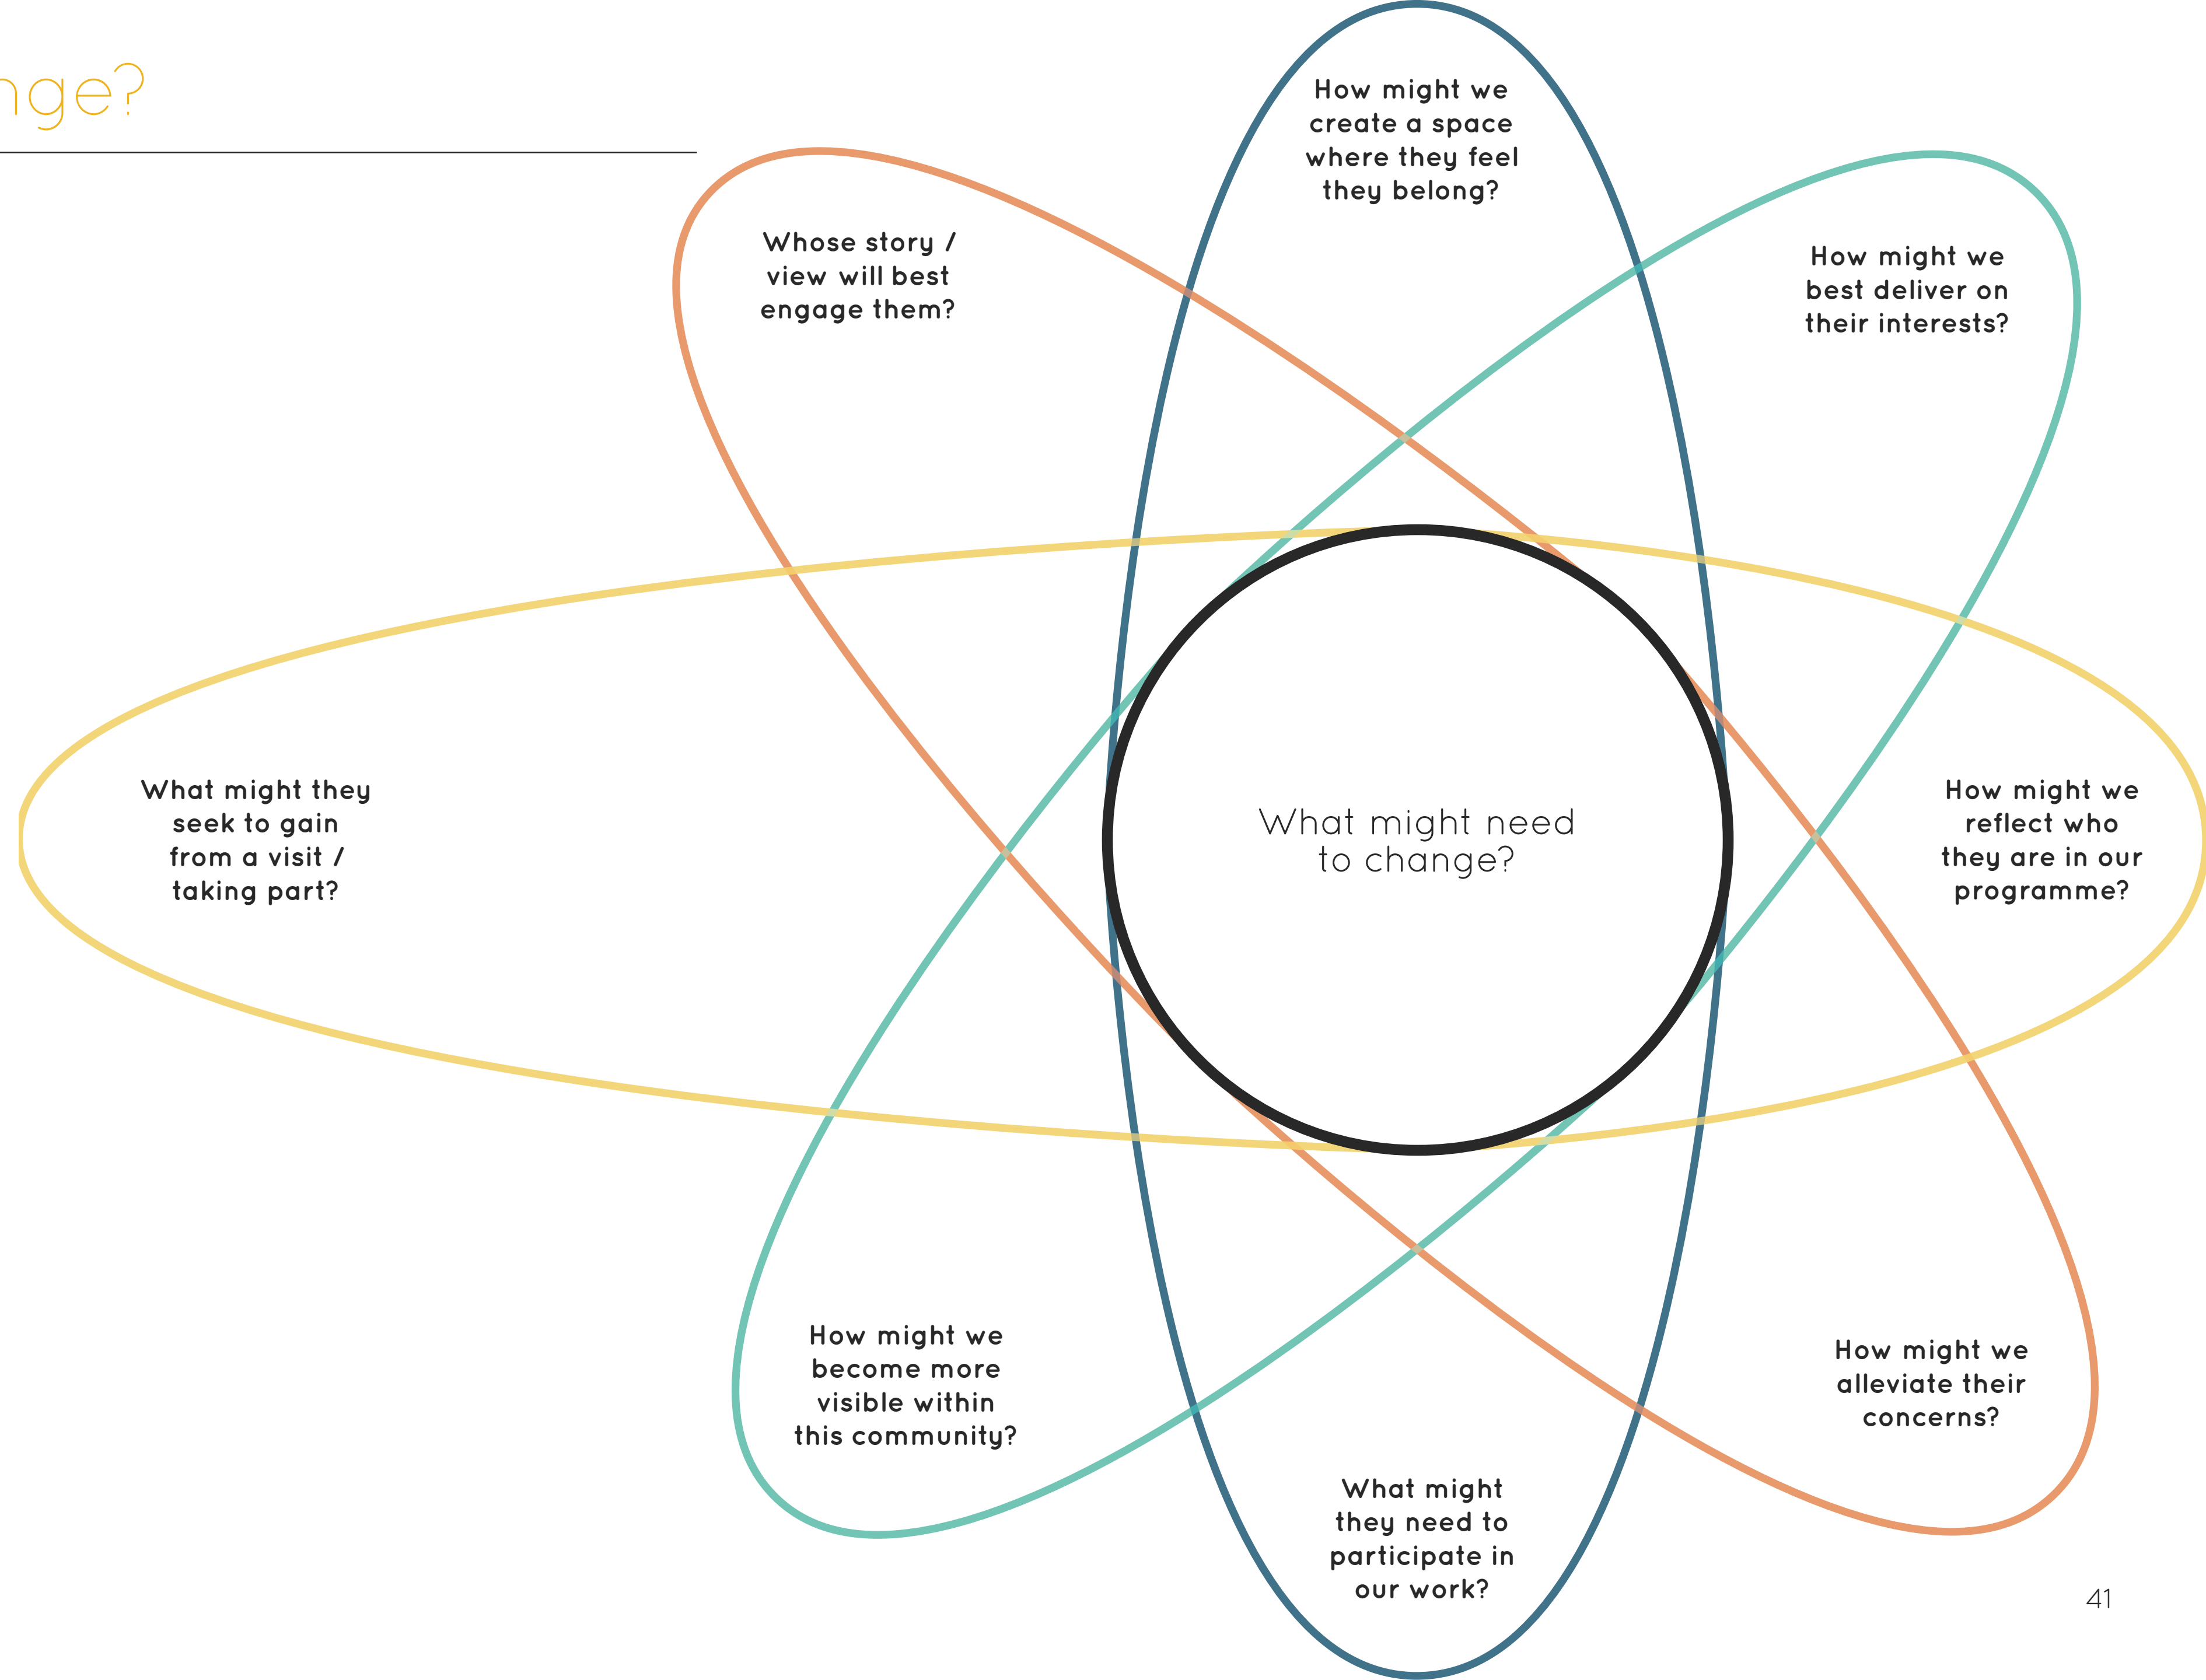 nge?
How might we
create a space
where they feel
they belong?
Whose story /
view will best
engage them?
How might we
best deliver on
their interests?
What might they
seek to gain
from a visit /
taking part?
What might need
to change?
How might we
reflect who
they are in our
programme?
How might we
become more
visible within
this community?
How might we
alleviate their
concerns?
What might
they need to
participate in
our work?
41